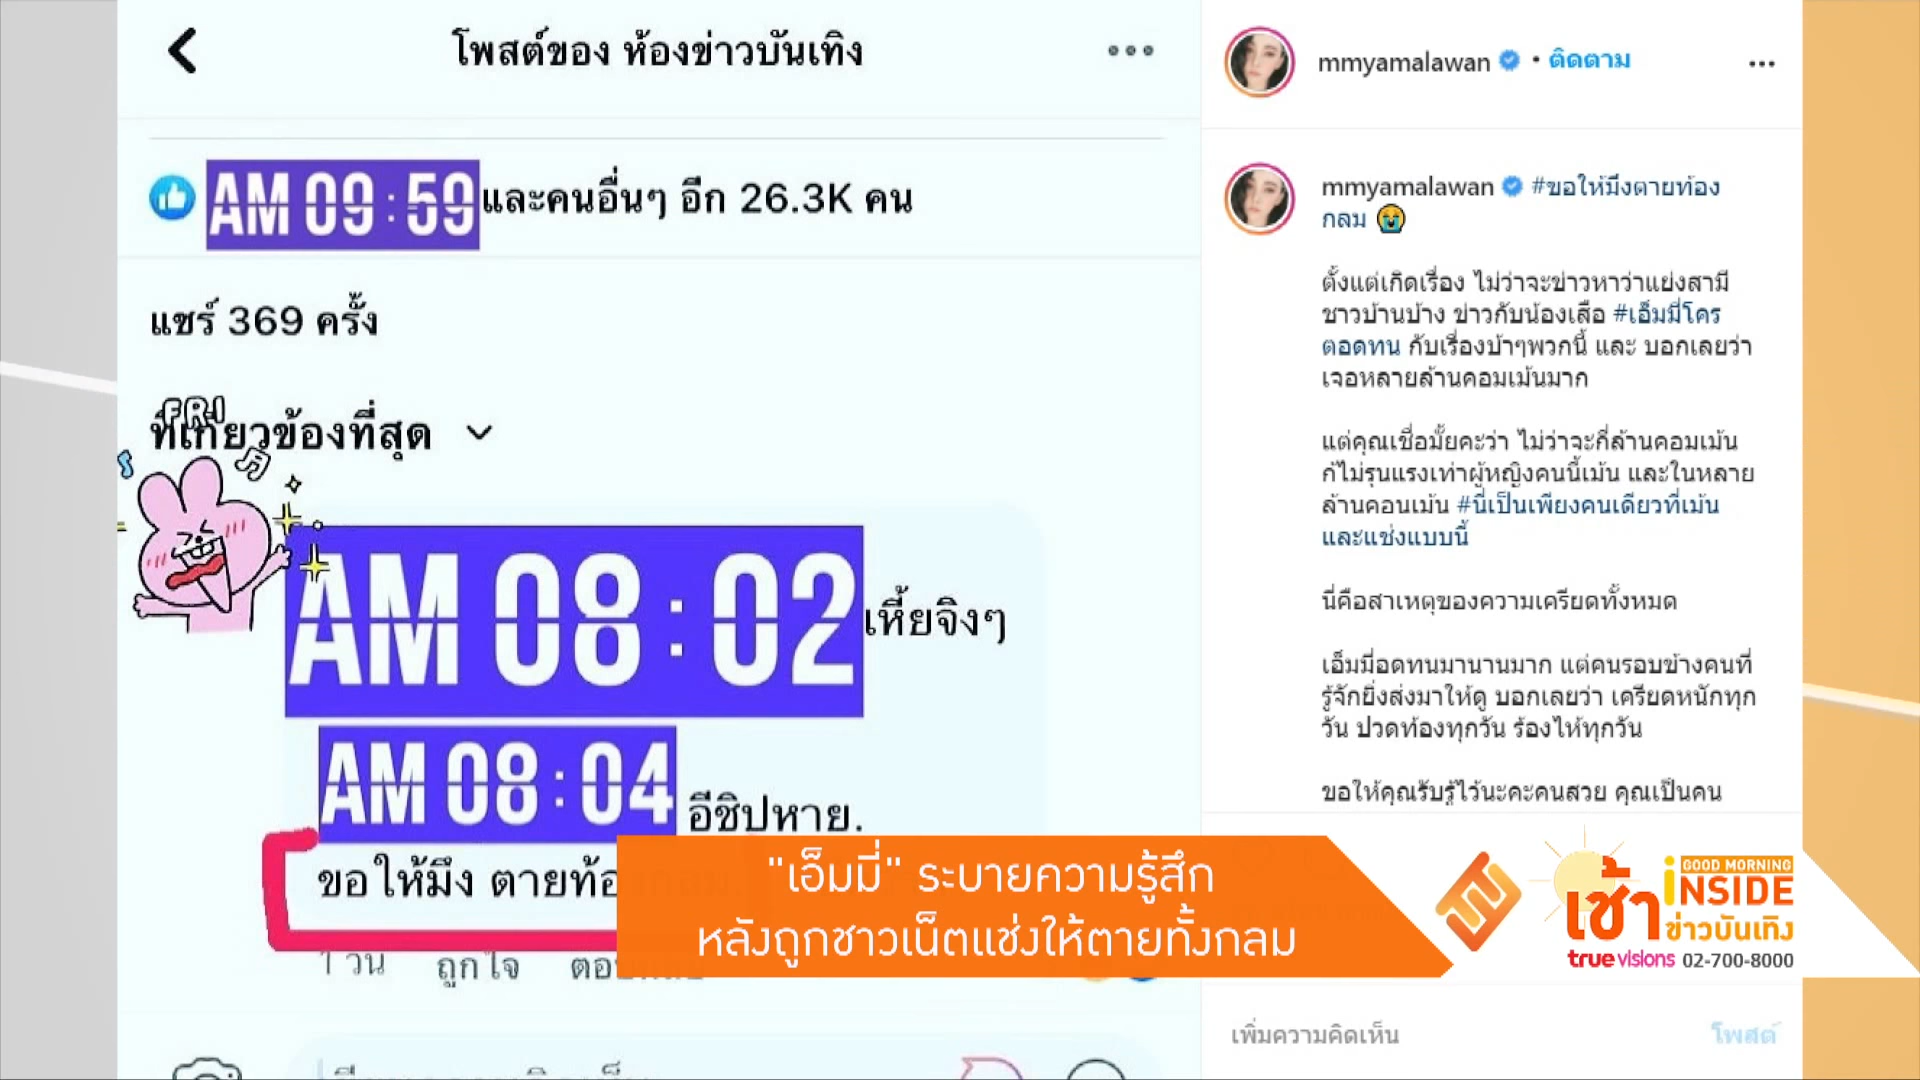 โพสต์ของ ห้องข่าวบันเทิง
AM 09:59 และคนอื่นๆ อีก 26.3K คน
แชร์ 369 ครั้ง
FRI
ที่เกี่ยวข้องที่สุด
AM 08:02 เหี้ยจิงๆ
AM 08:04 อีชิปหาย.
ขอให้มึง ตายท้องกลม.
1 วัน ถูกใจ ตอบกลับ
mmyamalawan • ติดตาม
mmyamalawan #ขอให้มึงตายท้อง
กลม
ตั้งแต่เกิดเรื่อง ไม่ว่าจะข่าวหาว่าแย่งสามี
ชาวบ้านบ้าง ข่าวกับน้องเสือ #เอ็มมี่โคร
ตอดทน กับเรื่องบ้าๆพวกนี้ และ บอกเลยว่า
เจอหลายล้านคอมเม้นมาก
แต่คุณเชื่อมั้ยคะว่า ไม่ว่าจะกี่ล้านคอมเม้น
ก้ไม่รุนแรงเท่าผู้หญิงคนนี้เม้น และในหลาย
ล้านคอนเม้น #นี่เป็นเพียงคนเดียวที่เม้น
และแช่งแบบนี้
นี่คือสาเหตุของความเครียดทั้งหมด
เอ็มมี่อดทนมานานมาก แต่คนรอบข้างคนที่
รู้จักยิ่งส่งมาให้ดู บอกเลยว่า เครียดหนักทุก
วัน ปวดท้องทุกวัน ร้องไห้ทุกวัน
ขอให้คุณรับรู้ไว้นะคะคนสวย คุณเป็นคน
"เอ็มมี่" ระบายความรู้สึก
หลังถูกชาวเน็ตแช่งให้ตายทั้งกลม
GOOD MORNING
เช้า iNSIDE
ข่าวบันเทิง
truevisions 02-700-8000
เพิ่มความคิดเห็น
โพสต์